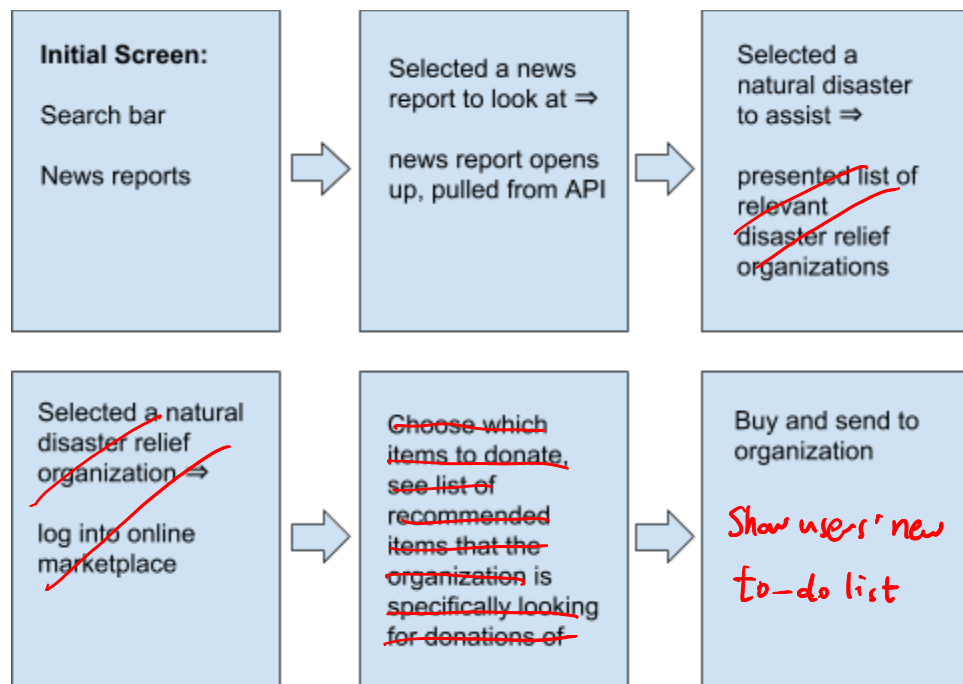 Initial Screen:
Search bar
News reports
Selected a news
report to look at ⇒
news report opens
up, pulled from API
Selected a
natural disaster
to assist ⇒
presented list of
relevant
disaster relief
organizations
Selected a natural
disaster relief
organization ⇒
log into online
marketplace
Choose which
items to donate,
see list of
recommended
items that the
organization is
specifically looking
for donations of
Buy and send to
organization
Show users' new
to-do list